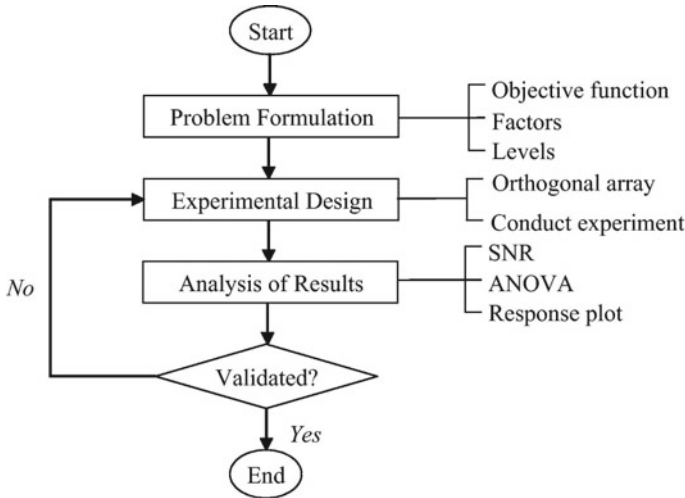 Start
Problem Formulation
Objective function
Factors
Levels
Experimental Design
Orthogonal array
Conduct experiment
Analysis of Results
SNR
ANOVA
Response plot
No
Validated?
Yes
End